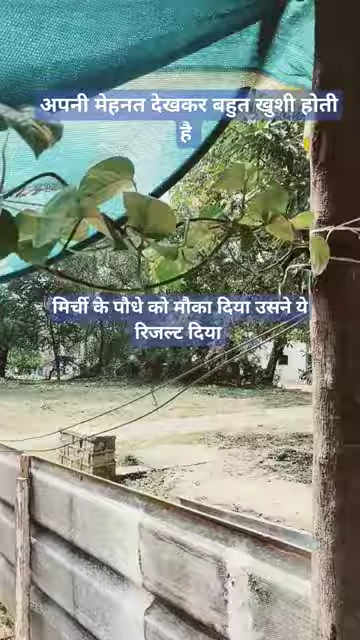 अपनी मेहनत देखकर बहुत खुशी होती
है
मिर्ची के पौधे को मौका दिया उसने ये
रिजल्ट दिया